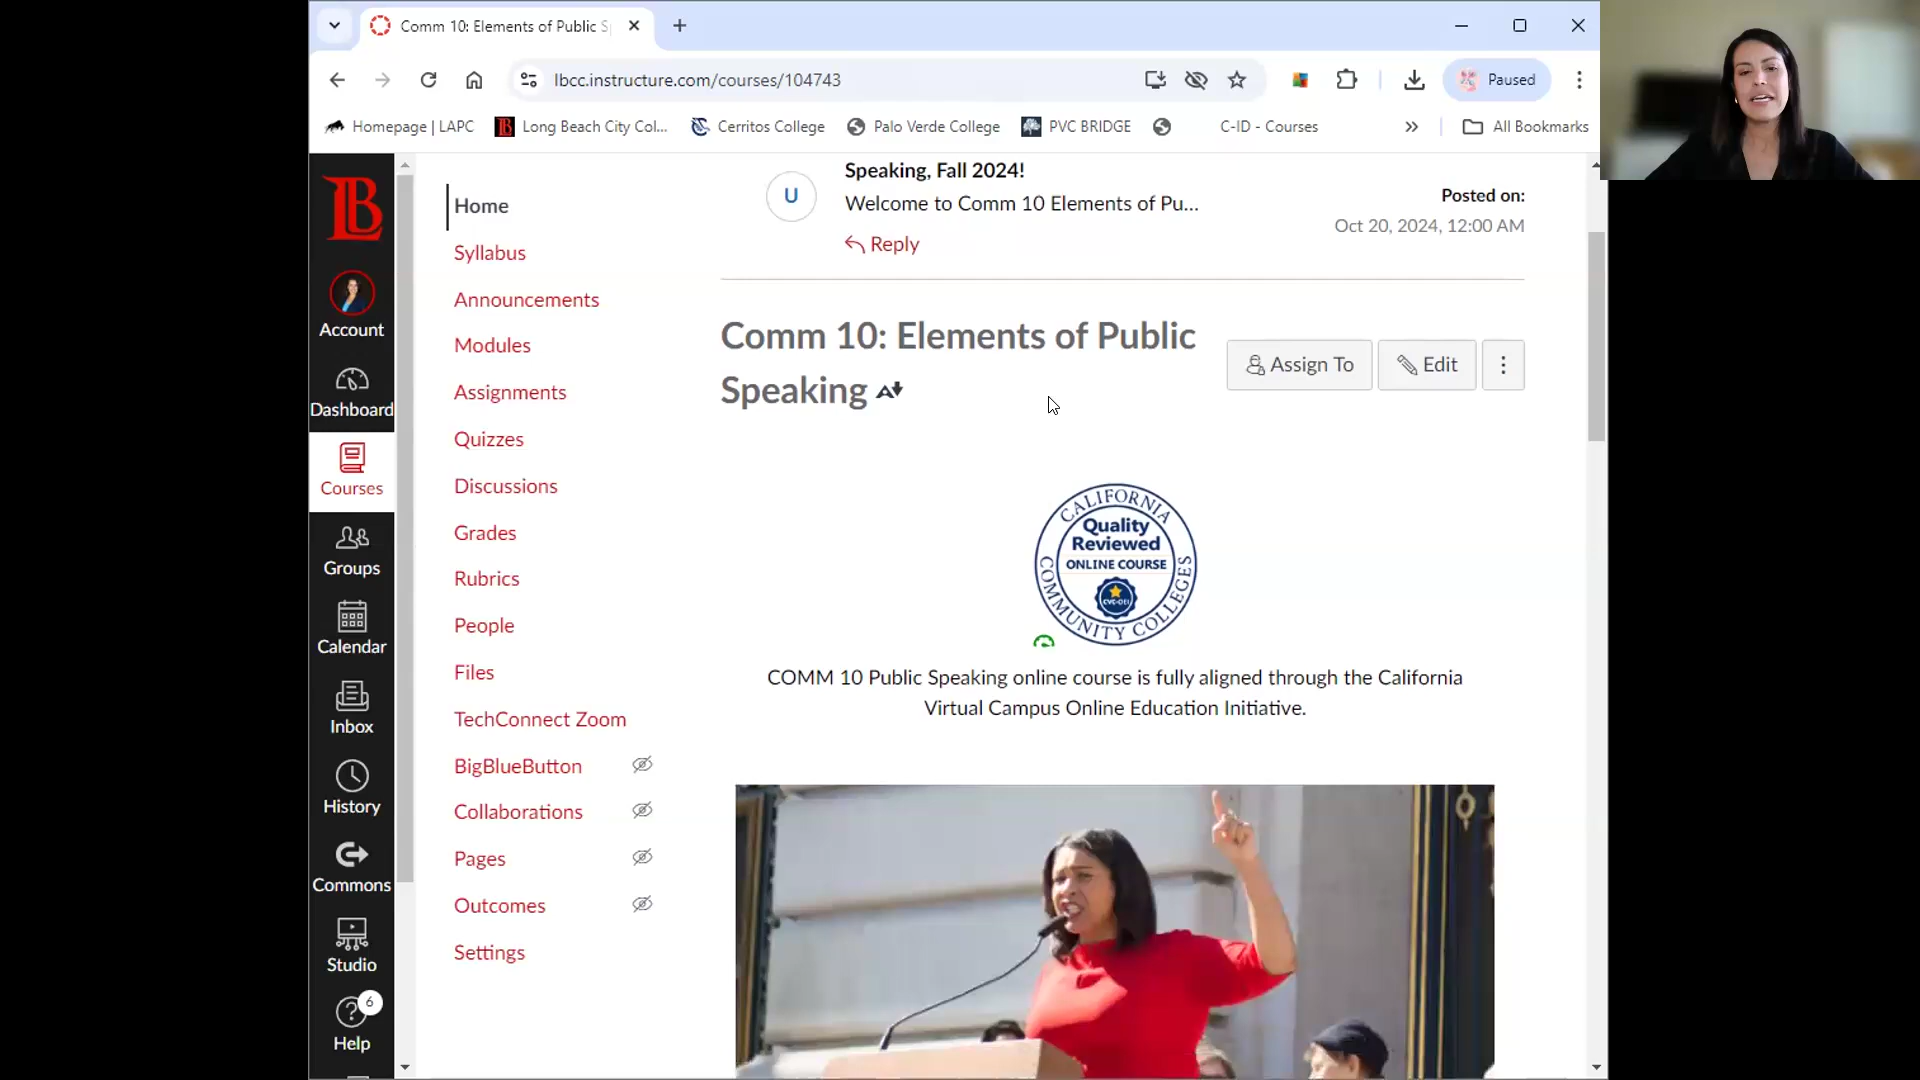 Comm 10: Elements of Public S
lbcc.instructure.com/courses/104743
Paused
Homepage | LAPC
Long Beach City Col...
Cerritos College
Palo Verde College
PVC BRIDGE
C-ID - Courses
All Bookmarks
LB
Account
Dashboard
Courses
Groups
Calendar
Inbox
History
Commons
Studio
6
Help
Home
Syllabus
Announcements
Modules
Assignments
Quizzes
Discussions
Grades
Rubrics
People
Files
TechConnect Zoom
BigBlueButton
Collaborations
Pages
Outcomes
Settings
U
Speaking, Fall 2024!
Welcome to Comm 10 Elements of Pu...
Reply
Posted on:
Oct 20, 2024, 12:00 AM
Comm 10: Elements of Public
Speaking
Assign To
Edit
CALIFORNIA
Quality
Reviewed
ONLINE COURSE
CVC-OEI
COMMUNITY COLLEGES
COMM 10 Public Speaking online course is fully aligned through the California
Virtual Campus Online Education Initiative.